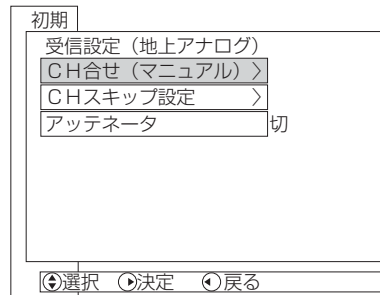 初期
受信設定（地上アナログ）
ＣＨ合せ（マニュアル）〉
ＣＨスキップ設定　　　〉
アッテネータ　切
選択　決定　戻る